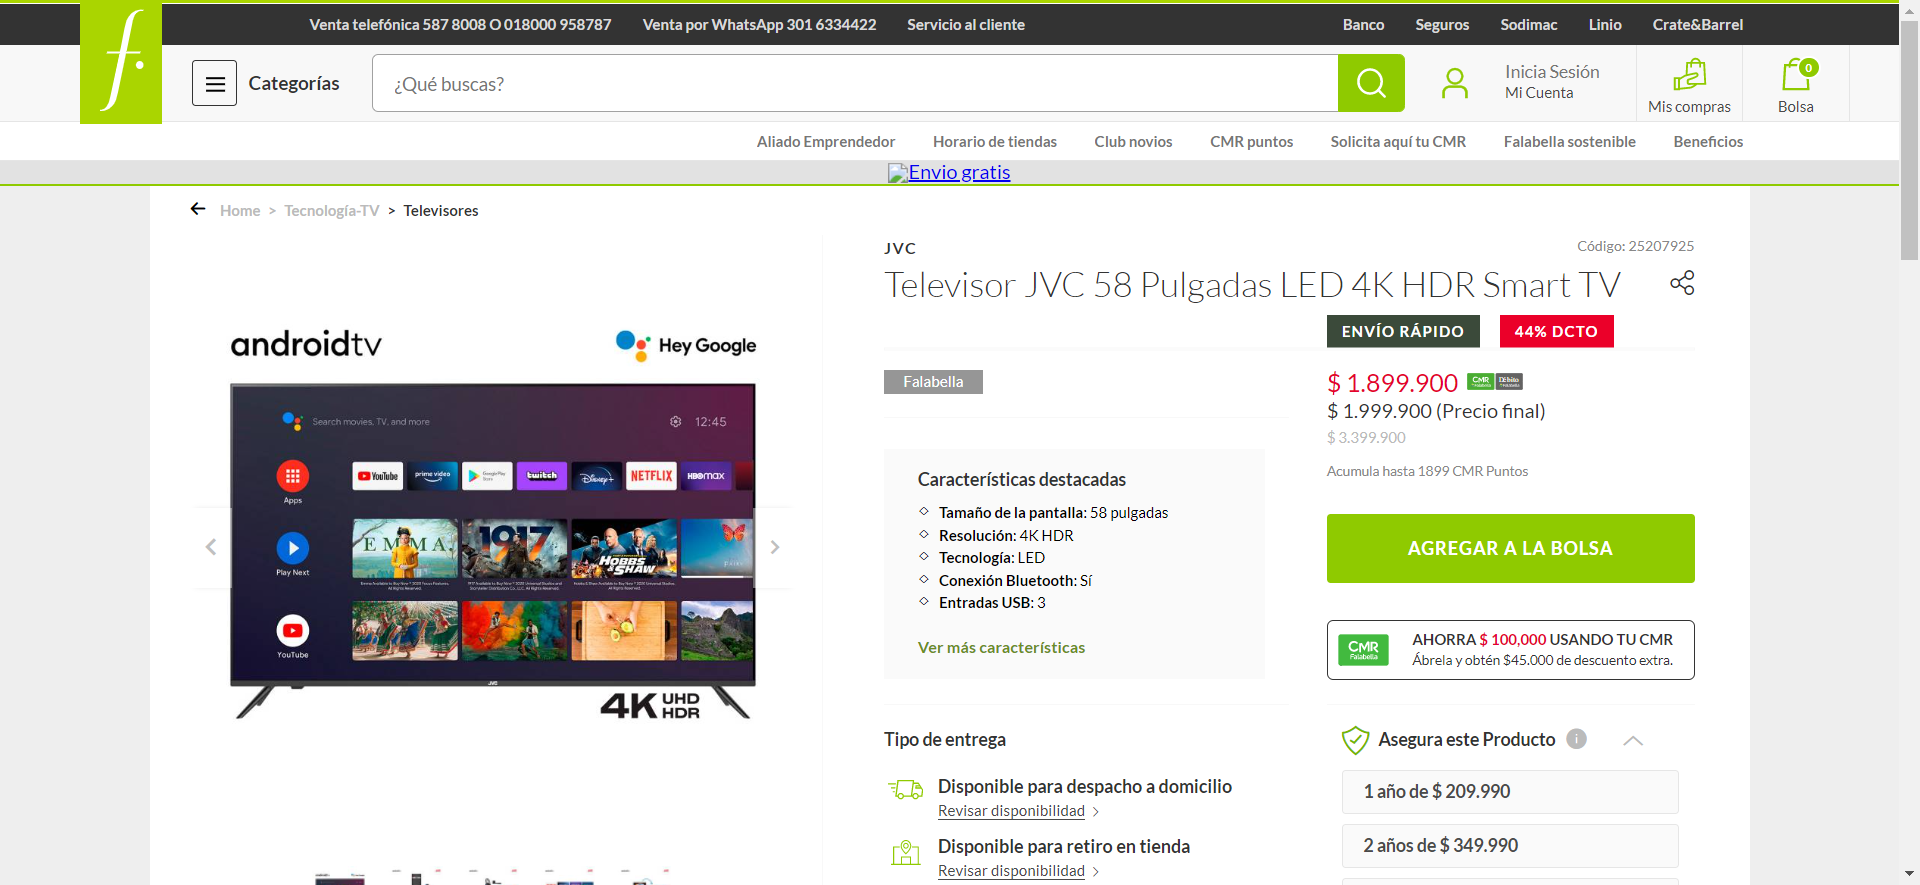 Venta telefónica 587 8008 O 018000 958787
Venta por WhatsApp 301 6334422
Servicio al cliente
Banco
Seguros
Sodimac
Linio
Crate&Barrel
f.
Categorías
¿Qué buscas?
Inicia Sesión
Mi Cuenta
Mis compras
0
Bolsa
Aliado Emprendedor
Horario de tiendas
Club novios
CMR puntos
Solicita aquí tu CMR
Falabella sostenible
Beneficios
Envio gratis
Home > Tecnología-TV > Televisores
androidtv
Hey Google
Search movies, TV, and more
12:45
Apps
YouTube
prime video
Google Play
twitch
Disney+
NETFLIX
HBOMAX
Play Next
EMMA.
1917
HOBBS & SHAW
YouTube
JVC
4K UHD HDR
JVC
Código: 25207925
Televisor JVC 58 Pulgadas LED 4K HDR Smart TV
ENVÍO RÁPIDO
44% DCTO
Falabella
$ 1.899.900
CMR
Débito
$ 1.999.900 (Precio final)
$ 3.399.900
Acumula hasta 1899 CMR Puntos
Características destacadas
Tamaño de la pantalla: 58 pulgadas
Resolución: 4K HDR
Tecnología: LED
Conexión Bluetooth: Sí
Entradas USB: 3
Ver más características
AGREGAR A LA BOLSA
CMR
Falabella
AHORRA $ 100,000 USANDO TU CMR
Ábrela y obtén $45.000 de descuento extra.
Tipo de entrega
Disponible para despacho a domicilio
Revisar disponibilidad >
Disponible para retiro en tienda
Revisar disponibilidad >
Asegura este Producto
i
1 año de $ 209.990
2 años de $ 349.990